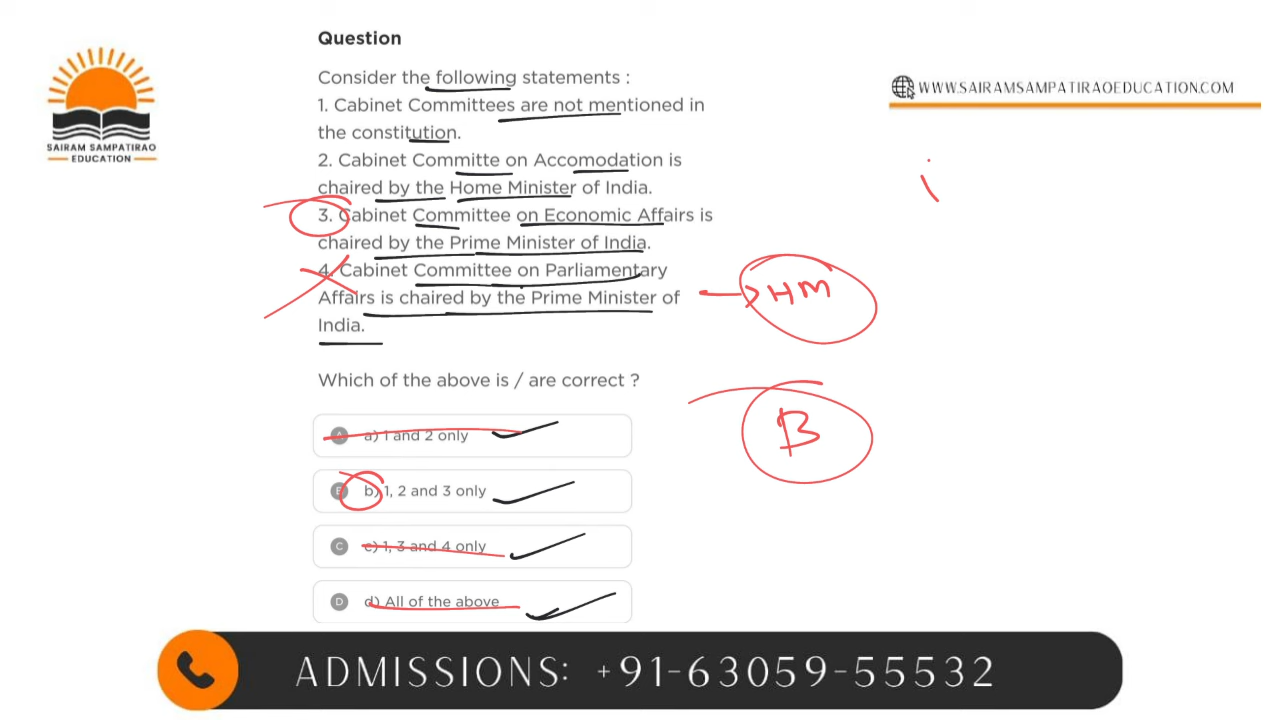 Question
Consider the following statements :
1. Cabinet Committees are not mentioned in
the constitution.
2. Cabinet Committe on Accomodation is
chaired by the Home Minister of India.
3. Cabinet Committee on Economic Affairs is
chaired by the Prime Minister of India.
4. Cabinet Committee on Parliamentary
Affairs is chaired by the Prime Minister of
India.
HM
Which of the above is / are correct ?
A a) 1 and 2 only
B b) 1, 2 and 3 only
C c) 1, 3 and 4 only
D d) All of the above
B
SAIRAM SAMPATIRAO
EDUCATION
WWW.SAIRAMSAMPATIRAOEDUCATION.COM
ADMISSIONS: +91-63059-55532